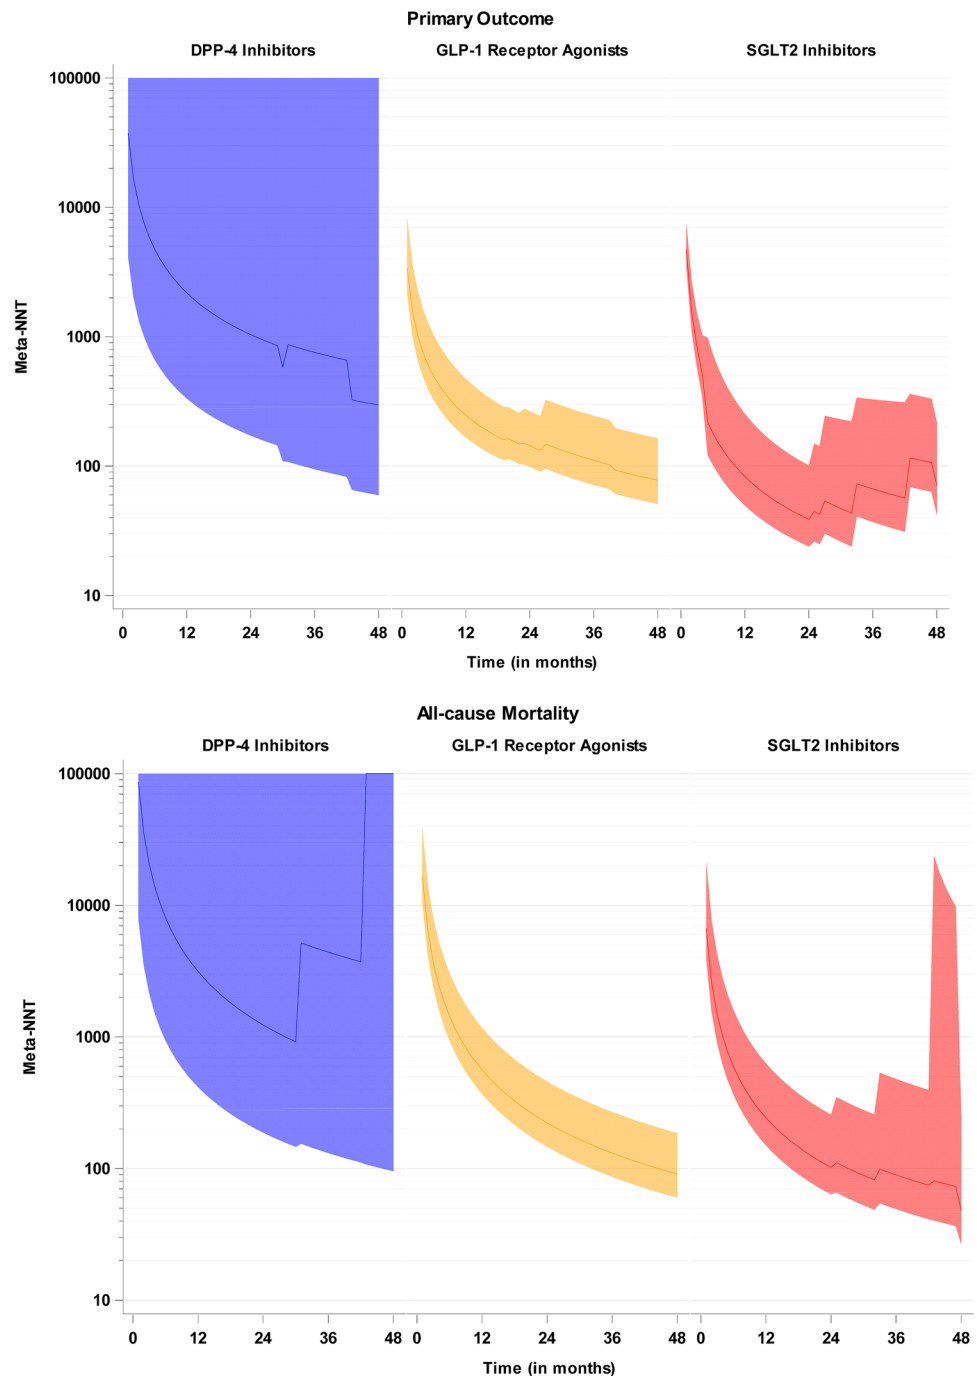 Primary Outcome
DPP-4 Inhibitors GLP-1 Receptor Agonists SGLT2 Inhibitors
100000
10000
1000
100
10
Meta-NNT
0 12 24 36 48 0 12 24 36 48 0 12 24 36 48
Time (in months)
All-cause Mortality
DPP-4 Inhibitors GLP-1 Receptor Agonists SGLT2 Inhibitors
100000
10000
1000
100
10
Meta-NNT
0 12 24 36 48 0 12 24 36 48 0 12 24 36 48
Time (in months)